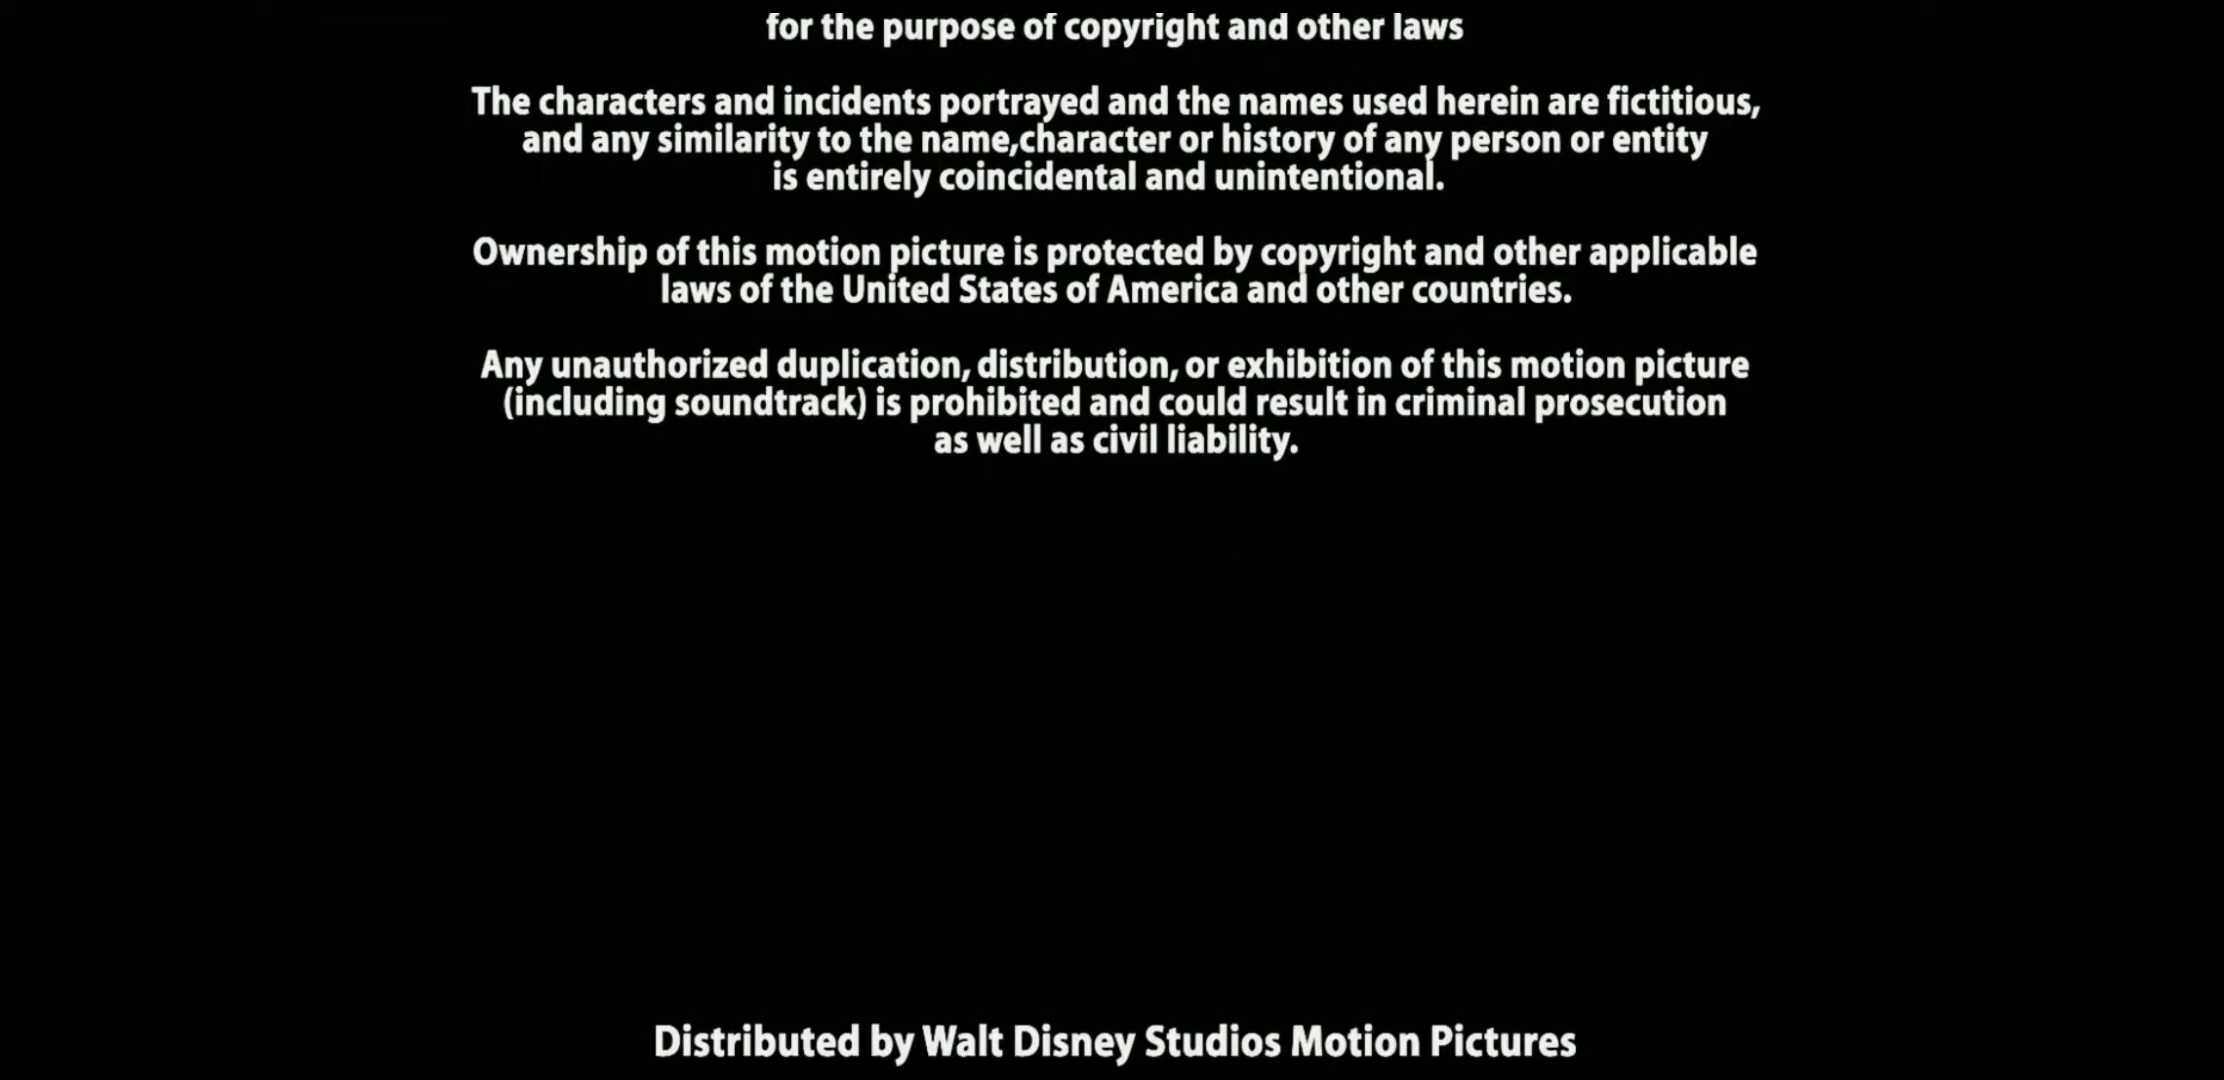 for the purpose of copyright and other laws
The characters and incidents portrayed and the names used herein are fictitious,
and any similarity to the name,character or history of any person or entity
is entirely coincidental and unintentional.
Ownership of this motion picture is protected by copyright and other applicable
laws of the United States of America and other countries.
Any unauthorized duplication, distribution, or exhibition of this motion picture
(including soundtrack) is prohibited and could result in criminal prosecution
as well as civil liability.
Distributed by Walt Disney Studios Motion Pictures